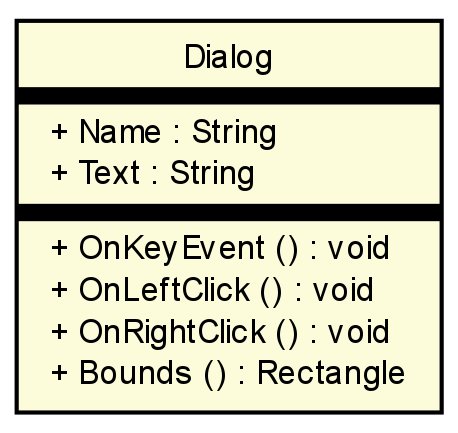 Dialog
+ Name : String
+ Text : String
+ OnKeyEvent () : void
+ OnLeftClick () : void
+ OnRightClick () : void
+ Bounds () : Rectangle